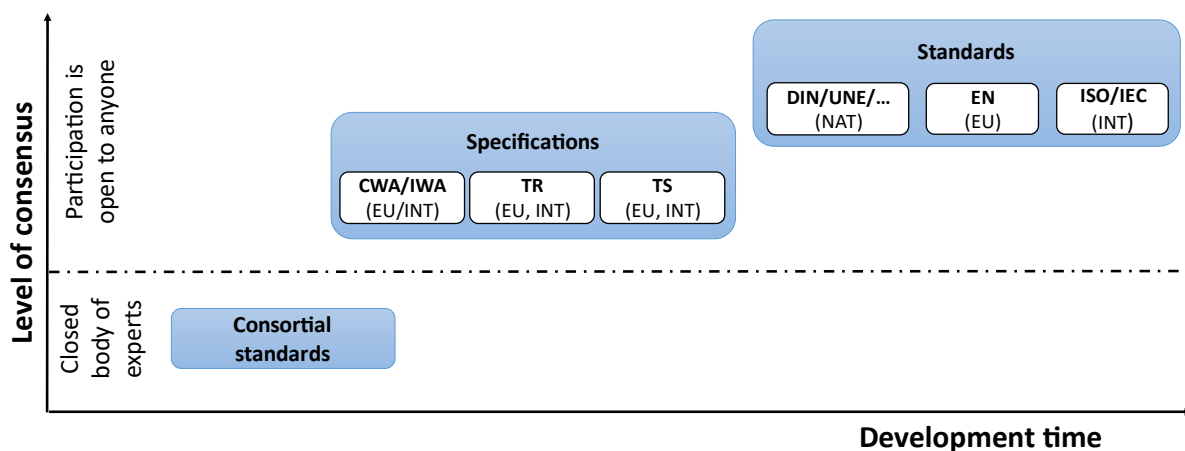 Level of consensus
Participation is
open to anyone
Closed
body of
experts
Standards
DIN/UNE/...
(NAT)
EN
(EU)
ISO/IEC
(INT)
Specifications
CWA/IWA
(EU/INT)
TR
(EU, INT)
TS
(EU, INT)
Consortial
standards
Development time